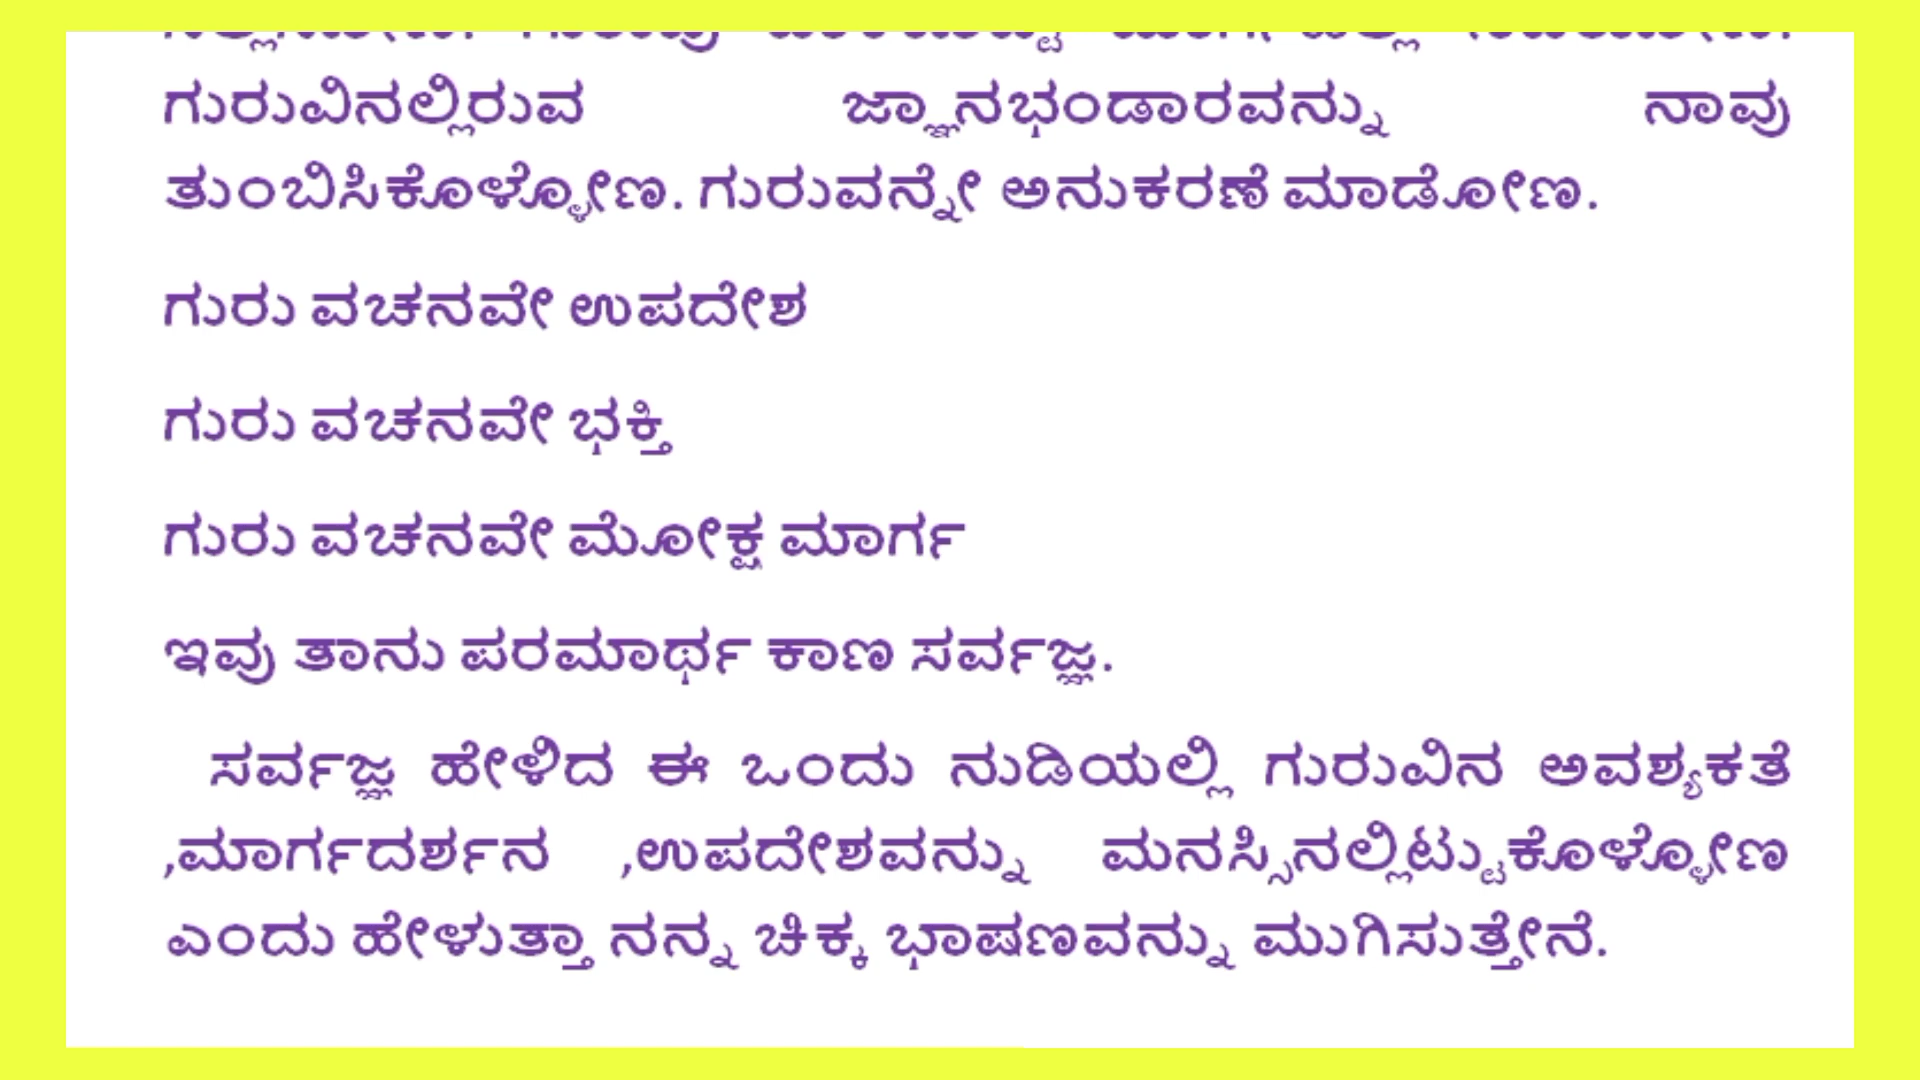 ಗುರುವಿನಲ್ಲಿರುವ ಜ್ಞಾನಭಂಡಾರವನ್ನು ನಾವು
ತುಂಬಿಸಿಕೊಳ್ಳೋಣ. ಗುರುವನ್ನೇ ಅನುಕರಣೆ ಮಾಡೋಣ.
ಗುರು ವಚನವೇ ಉಪದೇಶ
ಗುರು ವಚನವೇ ಭಕ್ತಿ
ಗುರು ವಚನವೇ ಮೋಕ್ಷ ಮಾರ್ಗ
ಇವು ತಾನು ಪರಮಾರ್ಥ ಕಾಣ ಸರ್ವಜ್ಞ.
ಸರ್ವಜ್ಞ ಹೇಳಿದ ಈ ಒಂದು ನುಡಿಯಲ್ಲಿ ಗುರುವಿನ ಅವಶ್ಯಕತೆ
,ಮಾರ್ಗದರ್ಶನ ,ಉಪದೇಶವನ್ನು ಮನಸ್ಸಿನಲ್ಲಿಟ್ಟುಕೊಳ್ಳೋಣ
ಎಂದು ಹೇಳುತ್ತಾ ನನ್ನ ಚಿಕ್ಕ ಭಾಷಣವನ್ನು ಮುಗಿಸುತ್ತೇನೆ.